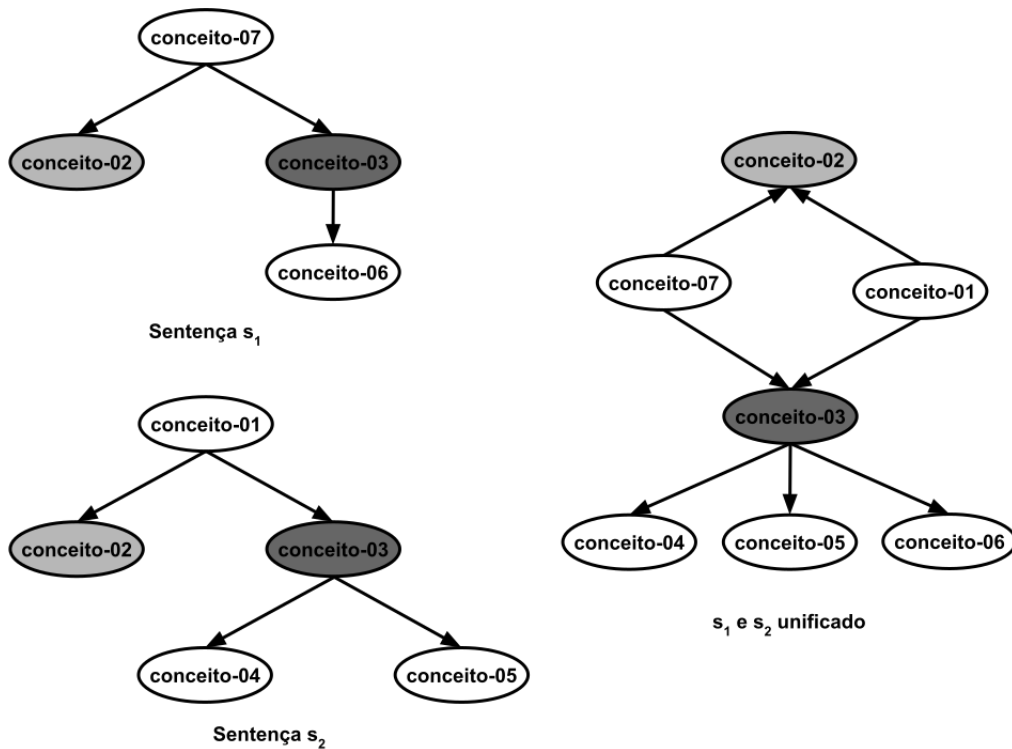 conceito-07
conceito-02
conceito-03
conceito-06
Sentença s1
conceito-01
conceito-02
conceito-03
conceito-04
conceito-05
Sentença s2
conceito-02
conceito-07
conceito-01
conceito-03
conceito-04
conceito-05
conceito-06
s1 e s2 unificado